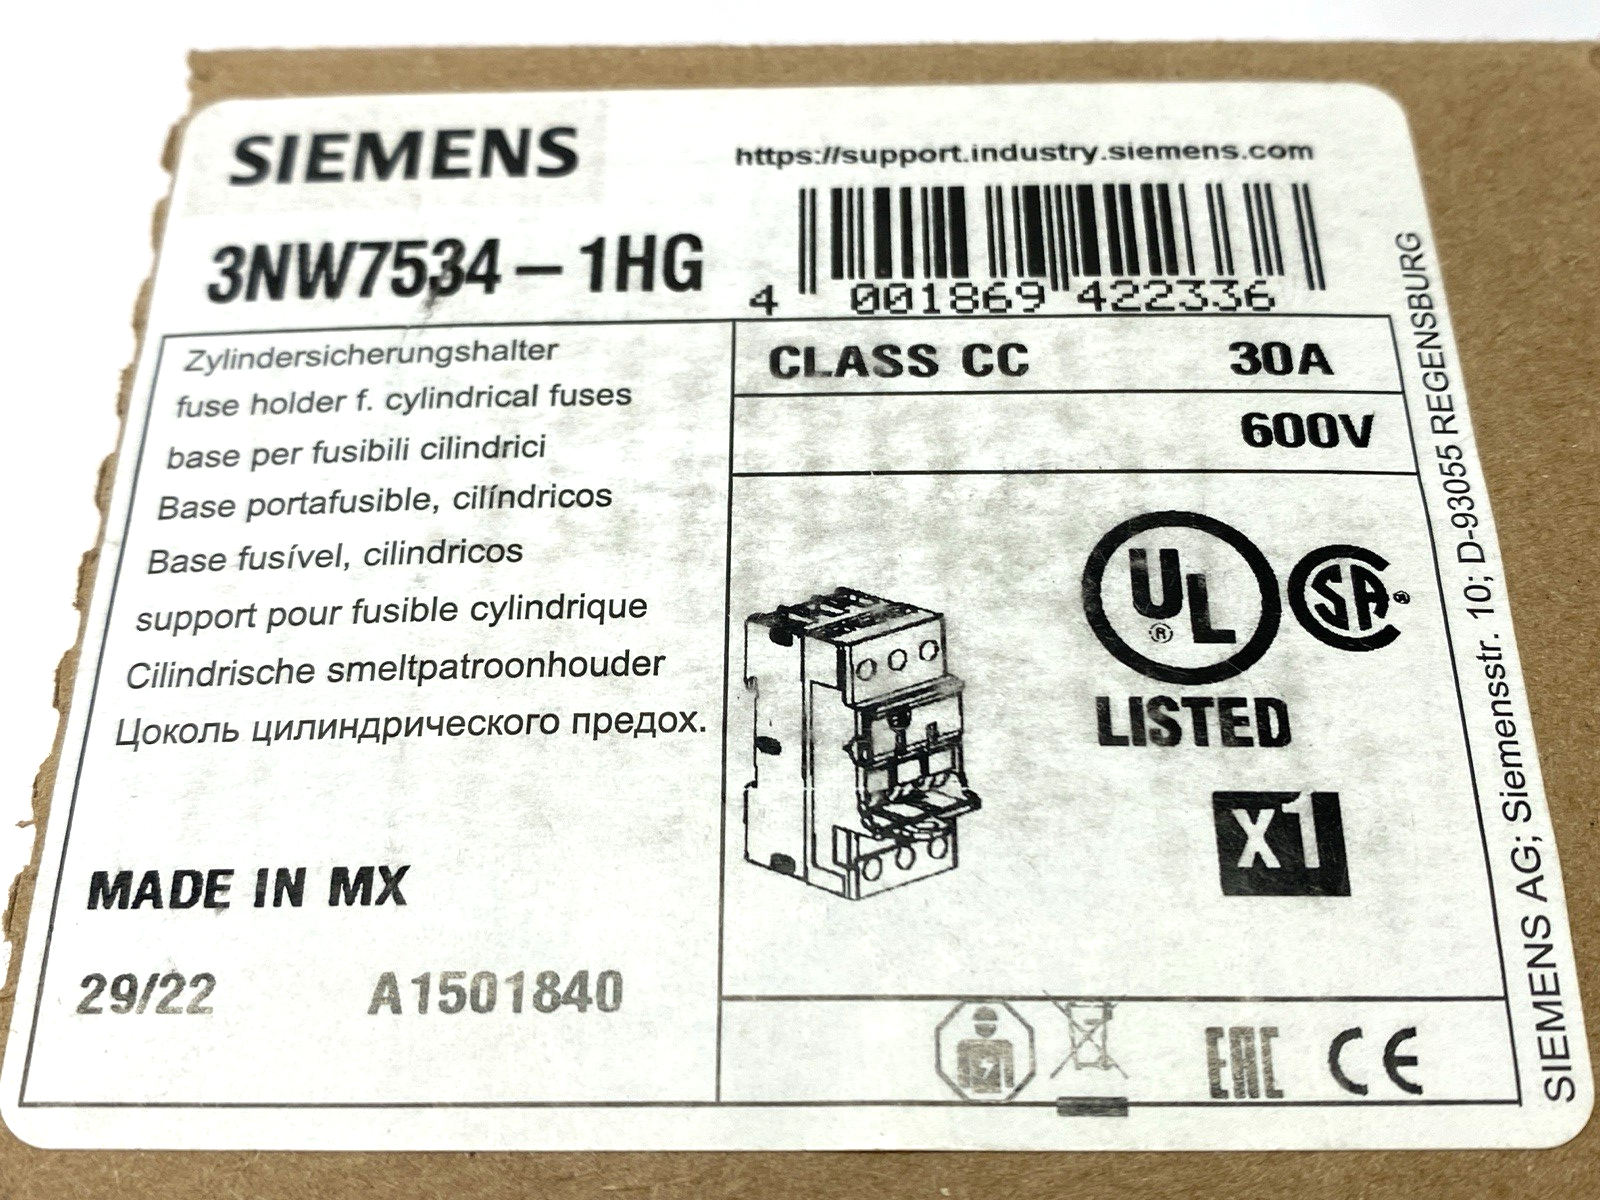 SIEMENS
https://support.industry.siemens.com
3NW7534-1HG
4 001869 422336
Zylindersicherungshalter
fuse holder f. cylindrical fuses
base per fusibili cilindrici
Base portafusible, cilíndricos
Base fusível, cilindricos
support pour fusible cylindrique
Cilindrische smeltpatroonhouder
Цоколь цилиндрического предох.
MADE IN MX
29/22 A1501840
CLASS CC 30A
600V
UL ®
SA ®
LISTED
X1
EAC CE
SIEMENS AG; Siemensstr. 10; D-93055 REGENSBURG